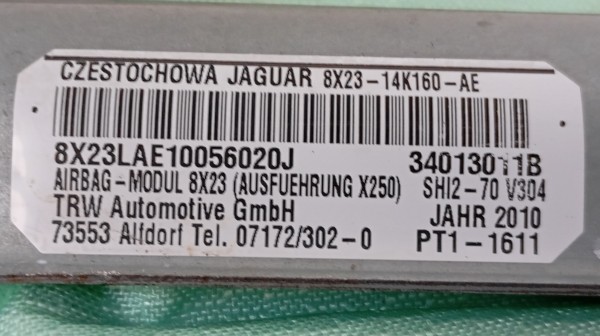 CZESTOCHOWA JAGUAR 8X23-14K160-AE
8X23LAE10056020J 34013011B
AIRBAG-MODUL 8X23 (AUSFUEHRUNG X250) SHI2-70 V304
TRW Automotive GmbH JAHR 2010
73553 Alfdorf Tel. 07172/302-0 PT1-1611